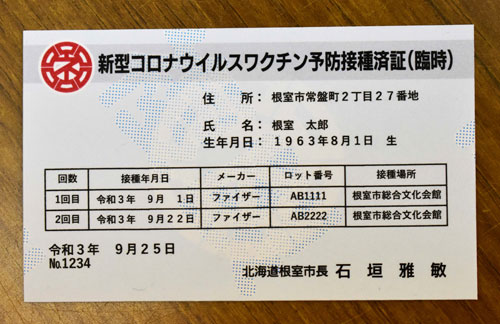 新型コロナウイルスワクチン予防接種済証(臨時)
住　所：根室市常盤町２丁目２７番地
氏　名：根室　太郎
生年月日：１９６３年８月１日　生
回数　接種年月日　メーカー　ロット番号　接種場所
1回目　令和３年　９月　１日　ファイザー　AB1111　根室市総合文化会館
2回目　令和３年　９月２２日　ファイザー　AB2222　根室市総合文化会館
令和３年　９月２５日
№1234
北海道根室市長　石　垣　雅　敏